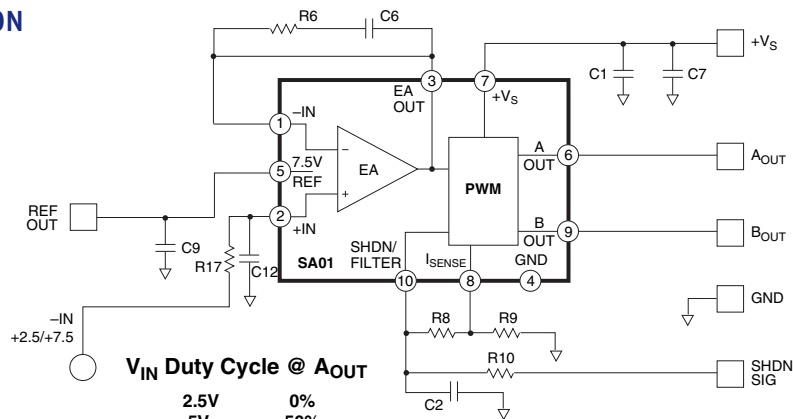 ON
R6
C6
+VS
C1
C7
3
EA
OUT
7
+VS
1
–IN
5
7.5V
REF
EA
–
+
PWM
A
OUT
6
AOUT
REF
OUT
2
+IN
B
OUT
9
BOUT
C9
R17
C12
SA01
SHDN/
FILTER
ISENSE
GND
10
8
4
GND
–IN
+2.5/+7.5
R8
R9
R10
SHDN
SIG
C2
VIN Duty Cycle @ AOUT
2.5V 0%
5V 50%